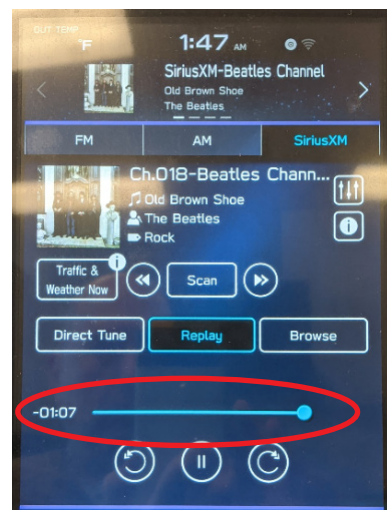 OUT TEMP
°F
1:47 AM
SiriusXM-Beatles Channel
Old Brown Shoe
The Beatles
FM
AM
SiriusXM
Ch.018-Beatles Chann...
Old Brown Shoe
The Beatles
Rock
Traffic &
Weather Now
Scan
Direct Tune
Replay
Browse
-01:07